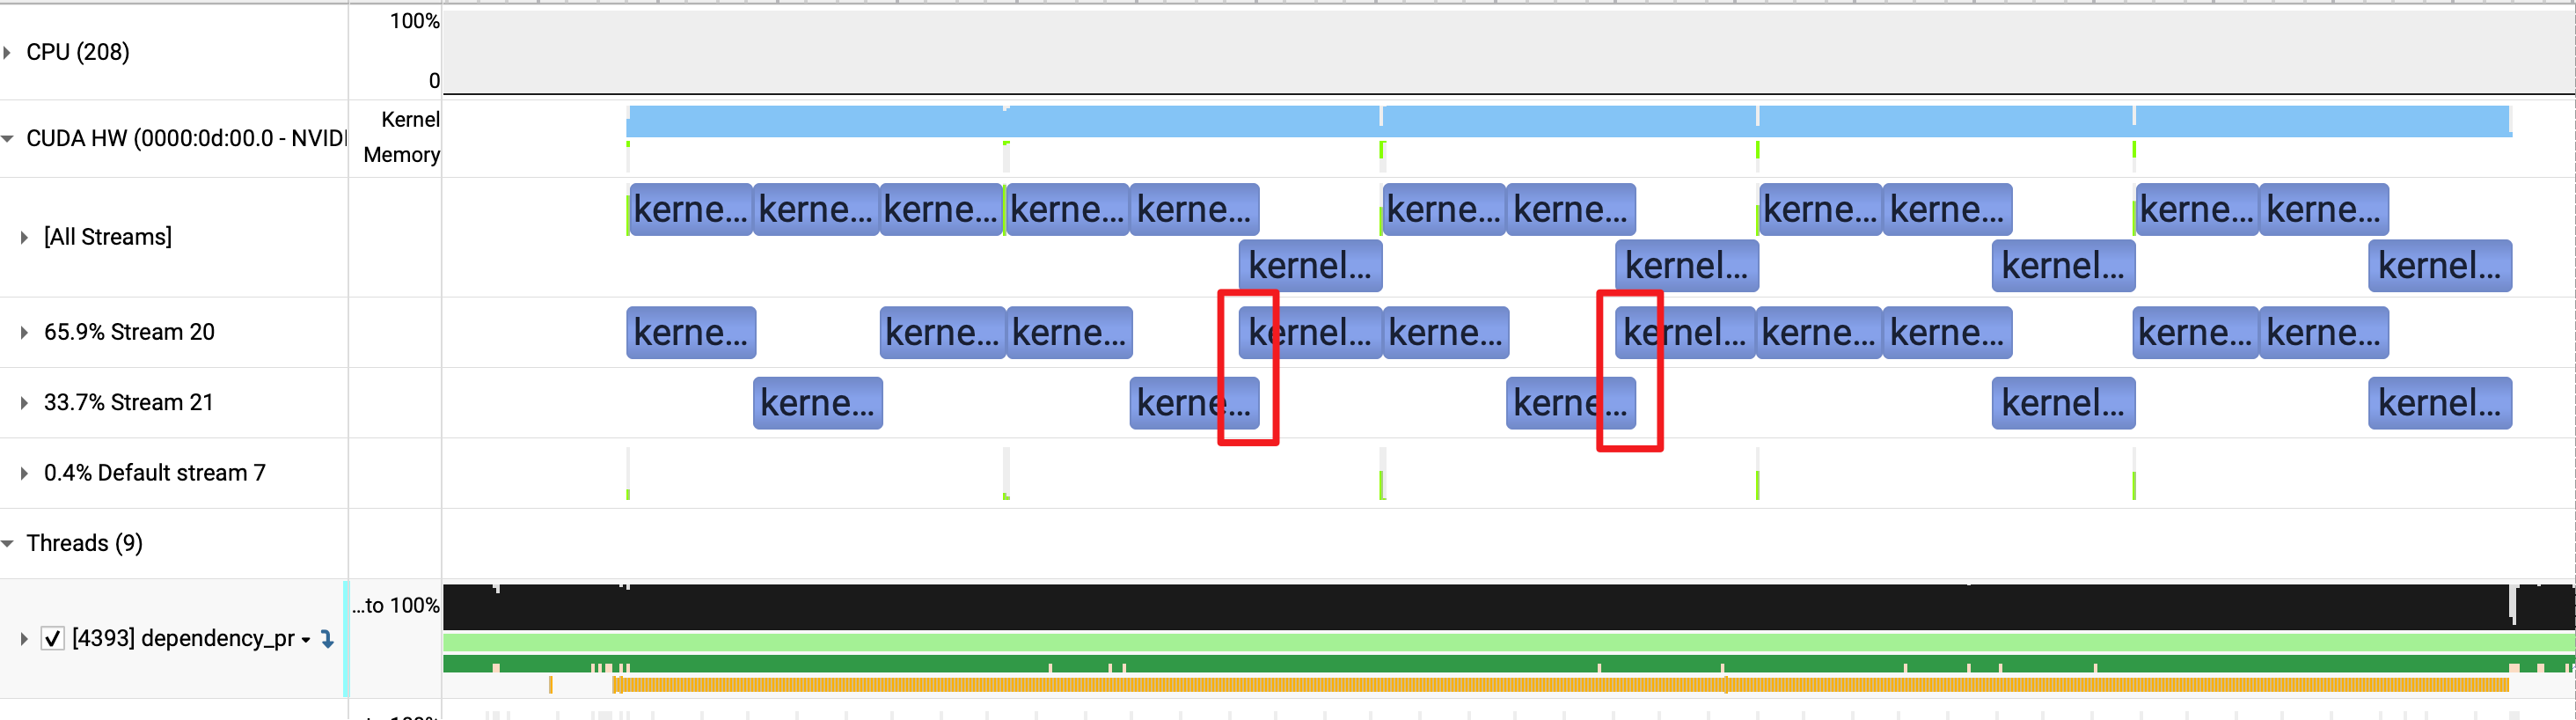 100%
CPU (208)
0
Kernel
CUDA HW (0000:0d:00.0 - NVIDI
Memory
kerne... kerne... kerne... kerne... kerne... kerne... kerne... kerne... kerne... kerne... kerne...
[All Streams]
kernel... kernel... kernel... kernel...
65.9% Stream 20 kerne... kerne... kerne... kernel... kerne... kernel... kerne... kerne... kerne... kerne...
33.7% Stream 21 kerne... kerne... kerne... kernel... kernel...
0.4% Default stream 7
Threads (9)
...to 100%
[4393] dependency_pr